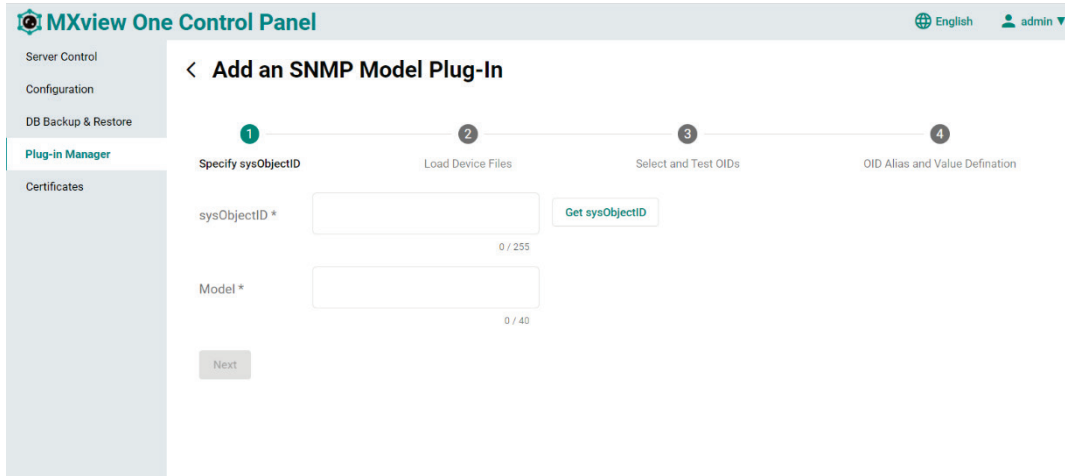 MXview One Control Panel
English
admin
Server Control
Configuration
DB Backup & Restore
Plug-in Manager
Certificates
Add an SNMP Model Plug-In
1
2
3
4
Specify sysObjectID
Load Device Files
Select and Test OIDs
OID Alias and Value Defination
sysObjectID *
Get sysObjectID
0 / 255
Model *
0 / 40
Next